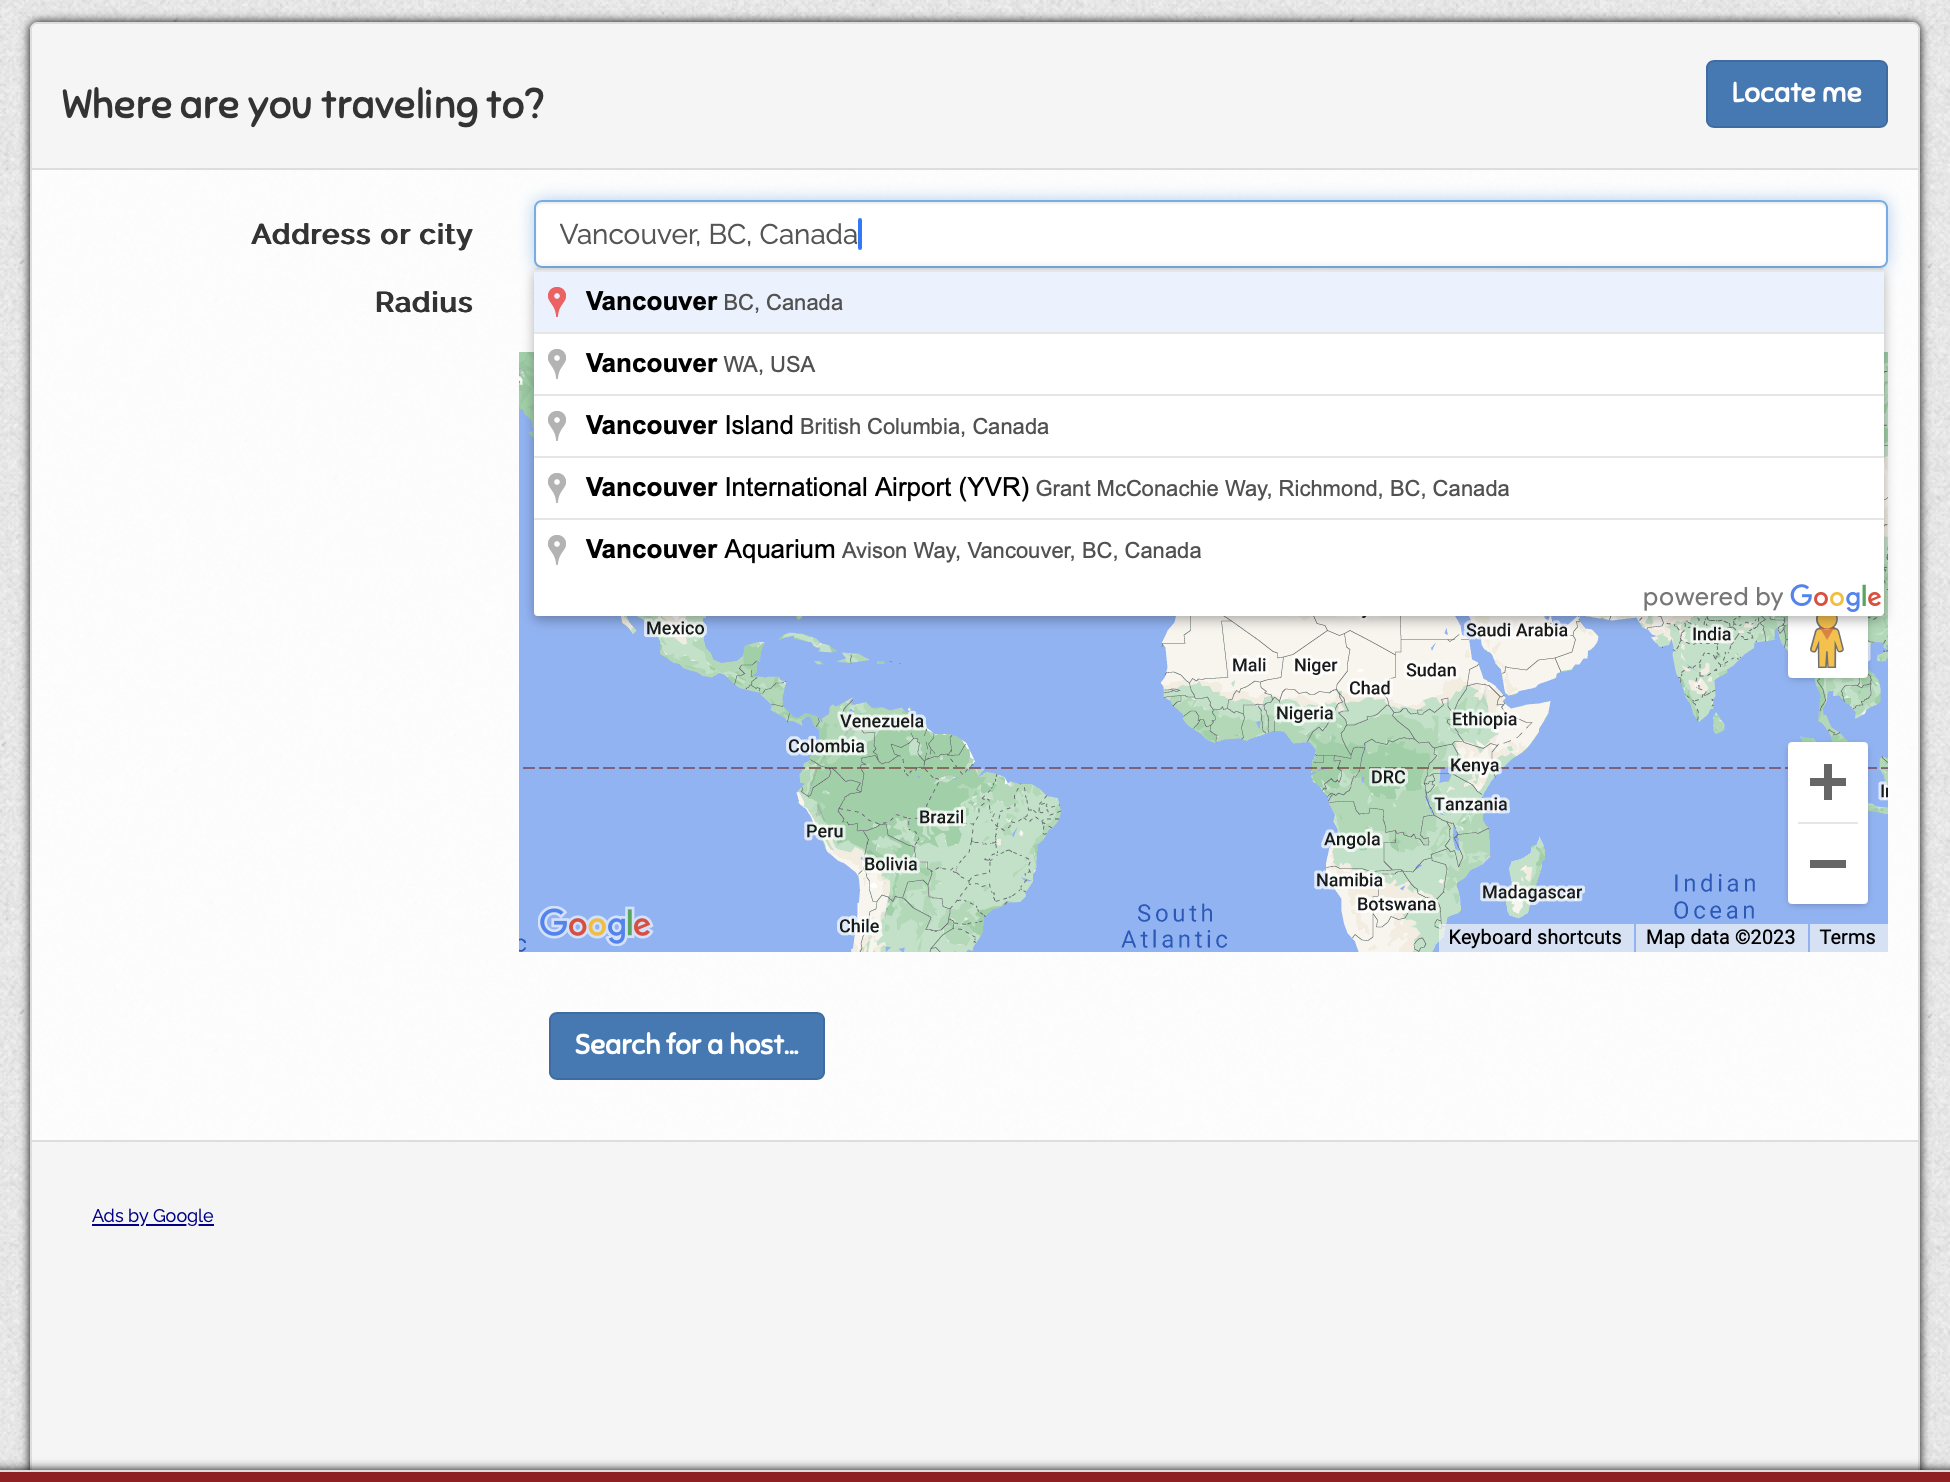 Where are you traveling to?
Locate me
Address or city
Vancouver, BC, Canada
Radius
Vancouver BC, Canada
Vancouver WA, USA
Vancouver Island British Columbia, Canada
Vancouver International Airport (YVR) Grant McConachie Way, Richmond, BC, Canada
Vancouver Aquarium Avison Way, Vancouver, BC, Canada
powered by Google
Mexico
Saudi Arabia
India
Mali
Niger
Sudan
Chad
Nigeria
Ethiopia
Venezuela
Colombia
Kenya
DRC
Tanzania
Brazil
Peru
Angola
Bolivia
Namibia
Botswana
Madagascar
Indian
Ocean
South
Atlantic
Chile
Google
Keyboard shortcuts
Map data ©2023
Terms
Search for a host...
Ads by Google